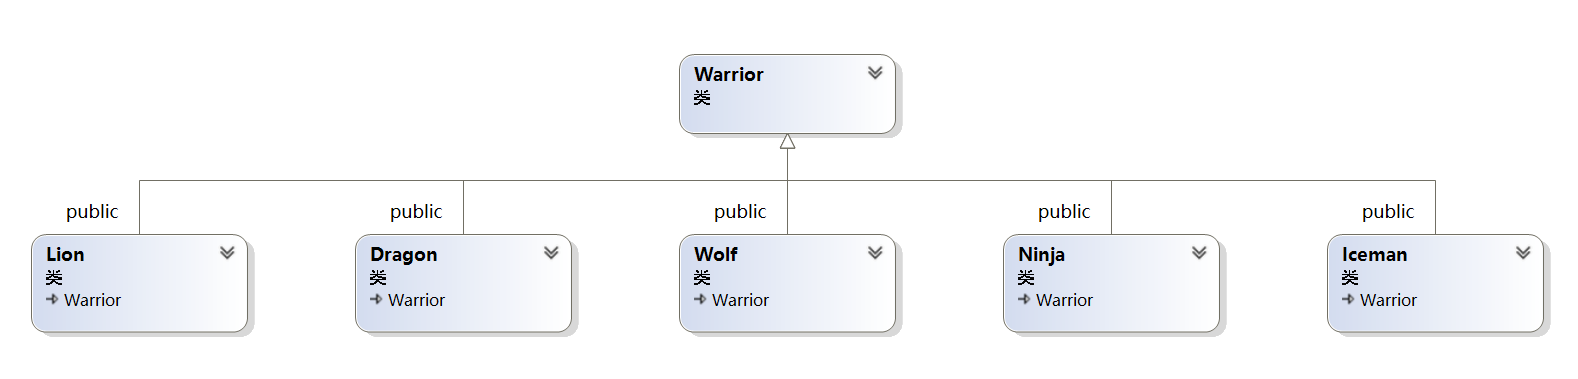 Warrior
类
public public public public public
Lion Dragon Wolf Ninja Iceman
类 类 类 类 类
Warrior Warrior Warrior Warrior Warrior